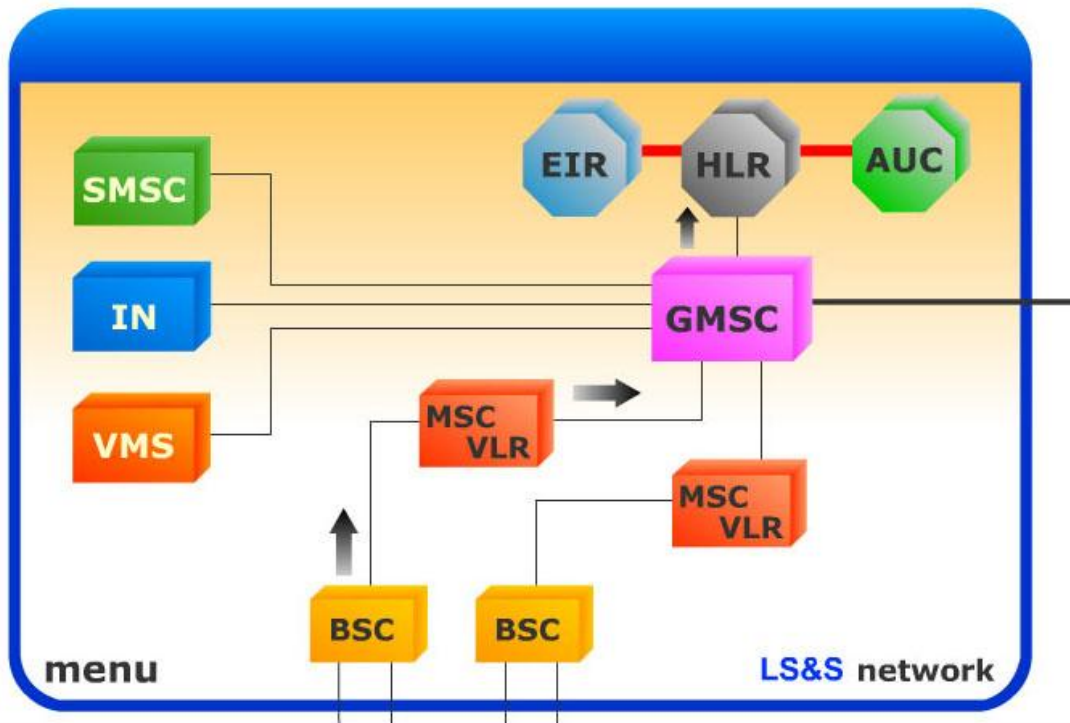 EIR
HLR
AUC
SMSC
IN
GMSC
VMS
MSC
VLR
MSC
VLR
BSC
BSC
menu
LS&S network